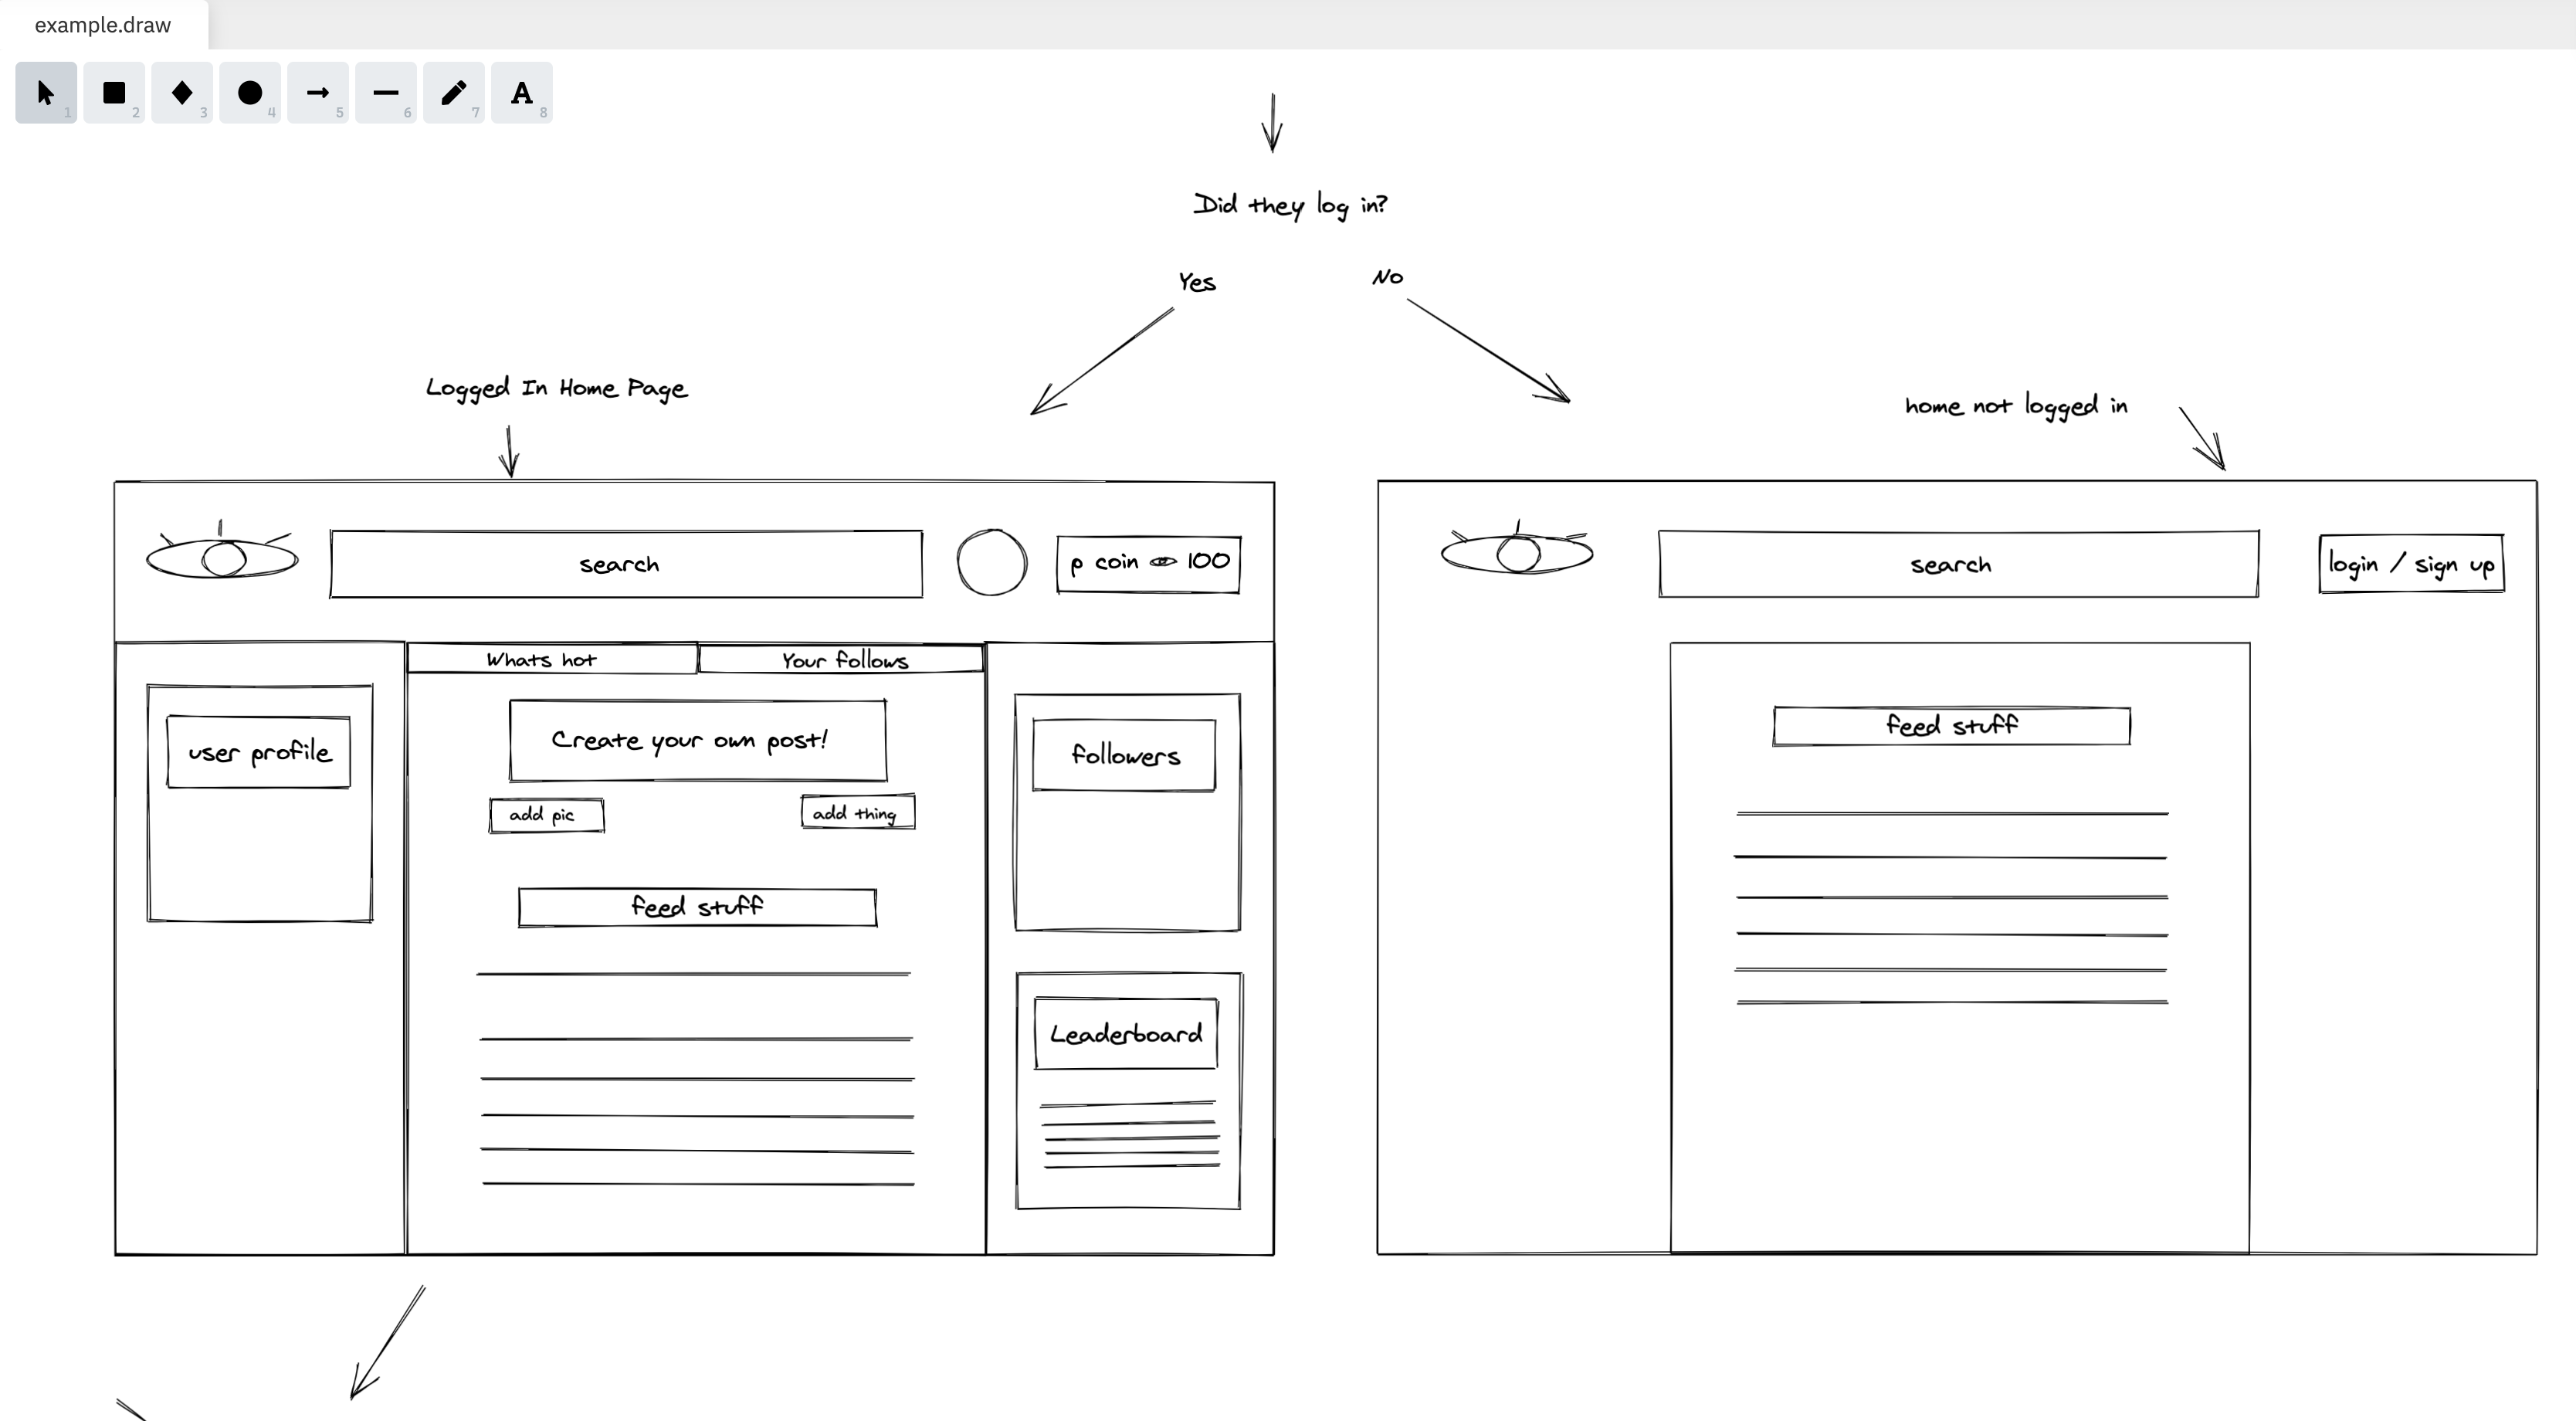 example.draw
1
2
3
4
5
6
7
A
8
Did they log in?
Yes
No
Logged In Home Page
home not logged in
search
p coin 100
search
login / sign up
Whats hot
Your follows
user profile
Create your own post!
followers
add pic
add thing
feed stuff
Leaderboard
feed stuff